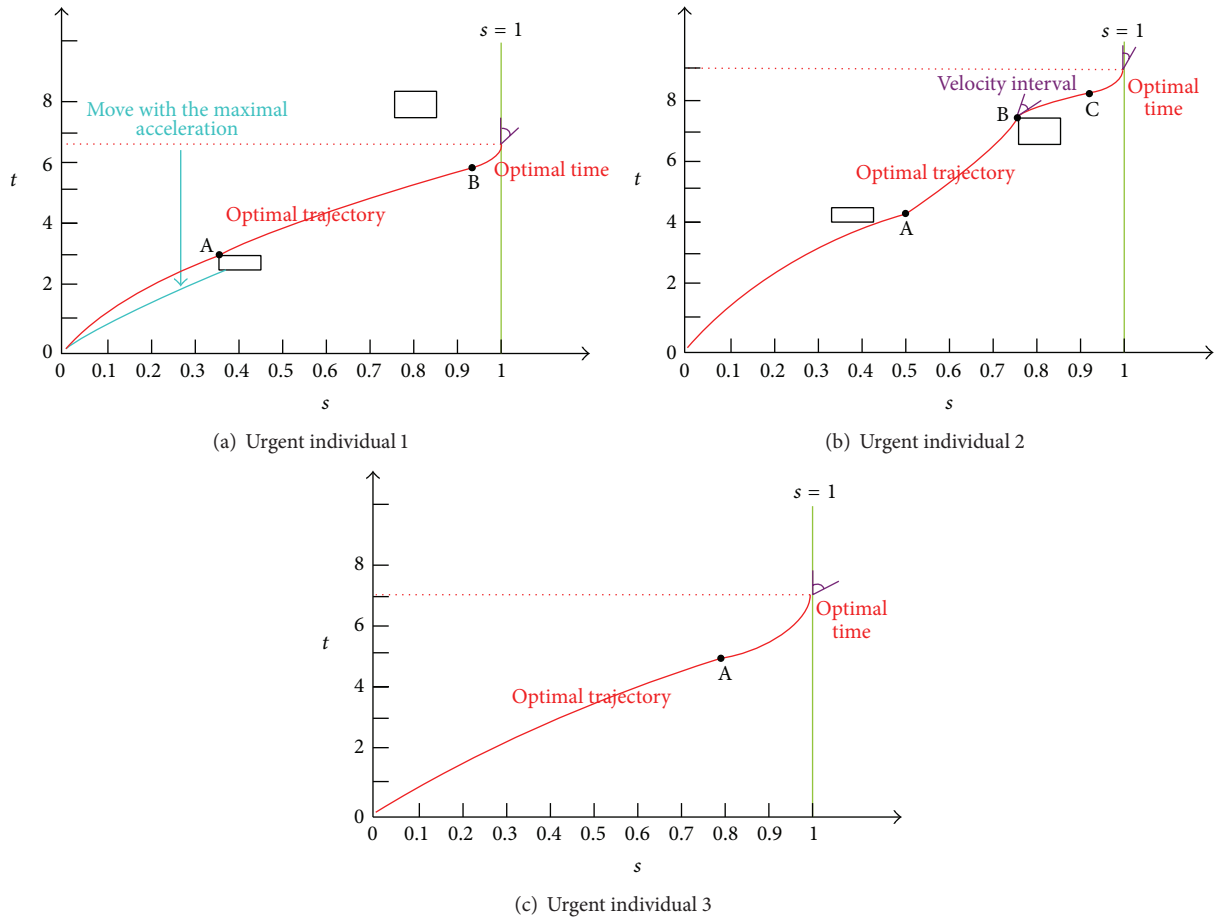 s = 1
8
Move with the maximal
acceleration
6
t
B
Optimal time
Optimal trajectory
4
A
2
0
0 0.1 0.2 0.3 0.4 0.5 0.6 0.7 0.8 0.9 1
s
(a) Urgent individual 1
s = 1
Velocity interval
8
Optimal
time
B
C
6
t
Optimal trajectory
4
A
2
0
0 0.1 0.2 0.3 0.4 0.5 0.6 0.7 0.8 0.9 1
s
(b) Urgent individual 2
s = 1
8
Optimal
time
6
t
A
4
Optimal trajectory
2
0
0 0.1 0.2 0.3 0.4 0.5 0.6 0.7 0.8 0.9 1
s
(c) Urgent individual 3